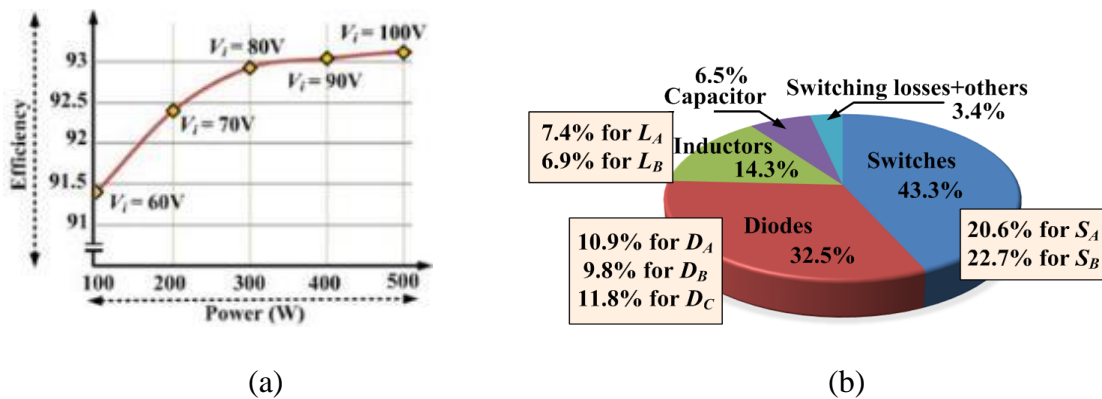 Efficiency
93
92.5
92
91.5
91
100 200 300 400 500
Power (W)
Vi = 60V
Vi = 70V
Vi = 80V
Vi = 90V
Vi = 100V
(a)
6.5%
Capacitor
Switching losses+others
3.4%
7.4% for LA
6.9% for LB
Inductors
14.3%
Switches
43.3%
20.6% for SA
22.7% for SB
Diodes
32.5%
10.9% for DA
9.8% for DB
11.8% for DC
(b)